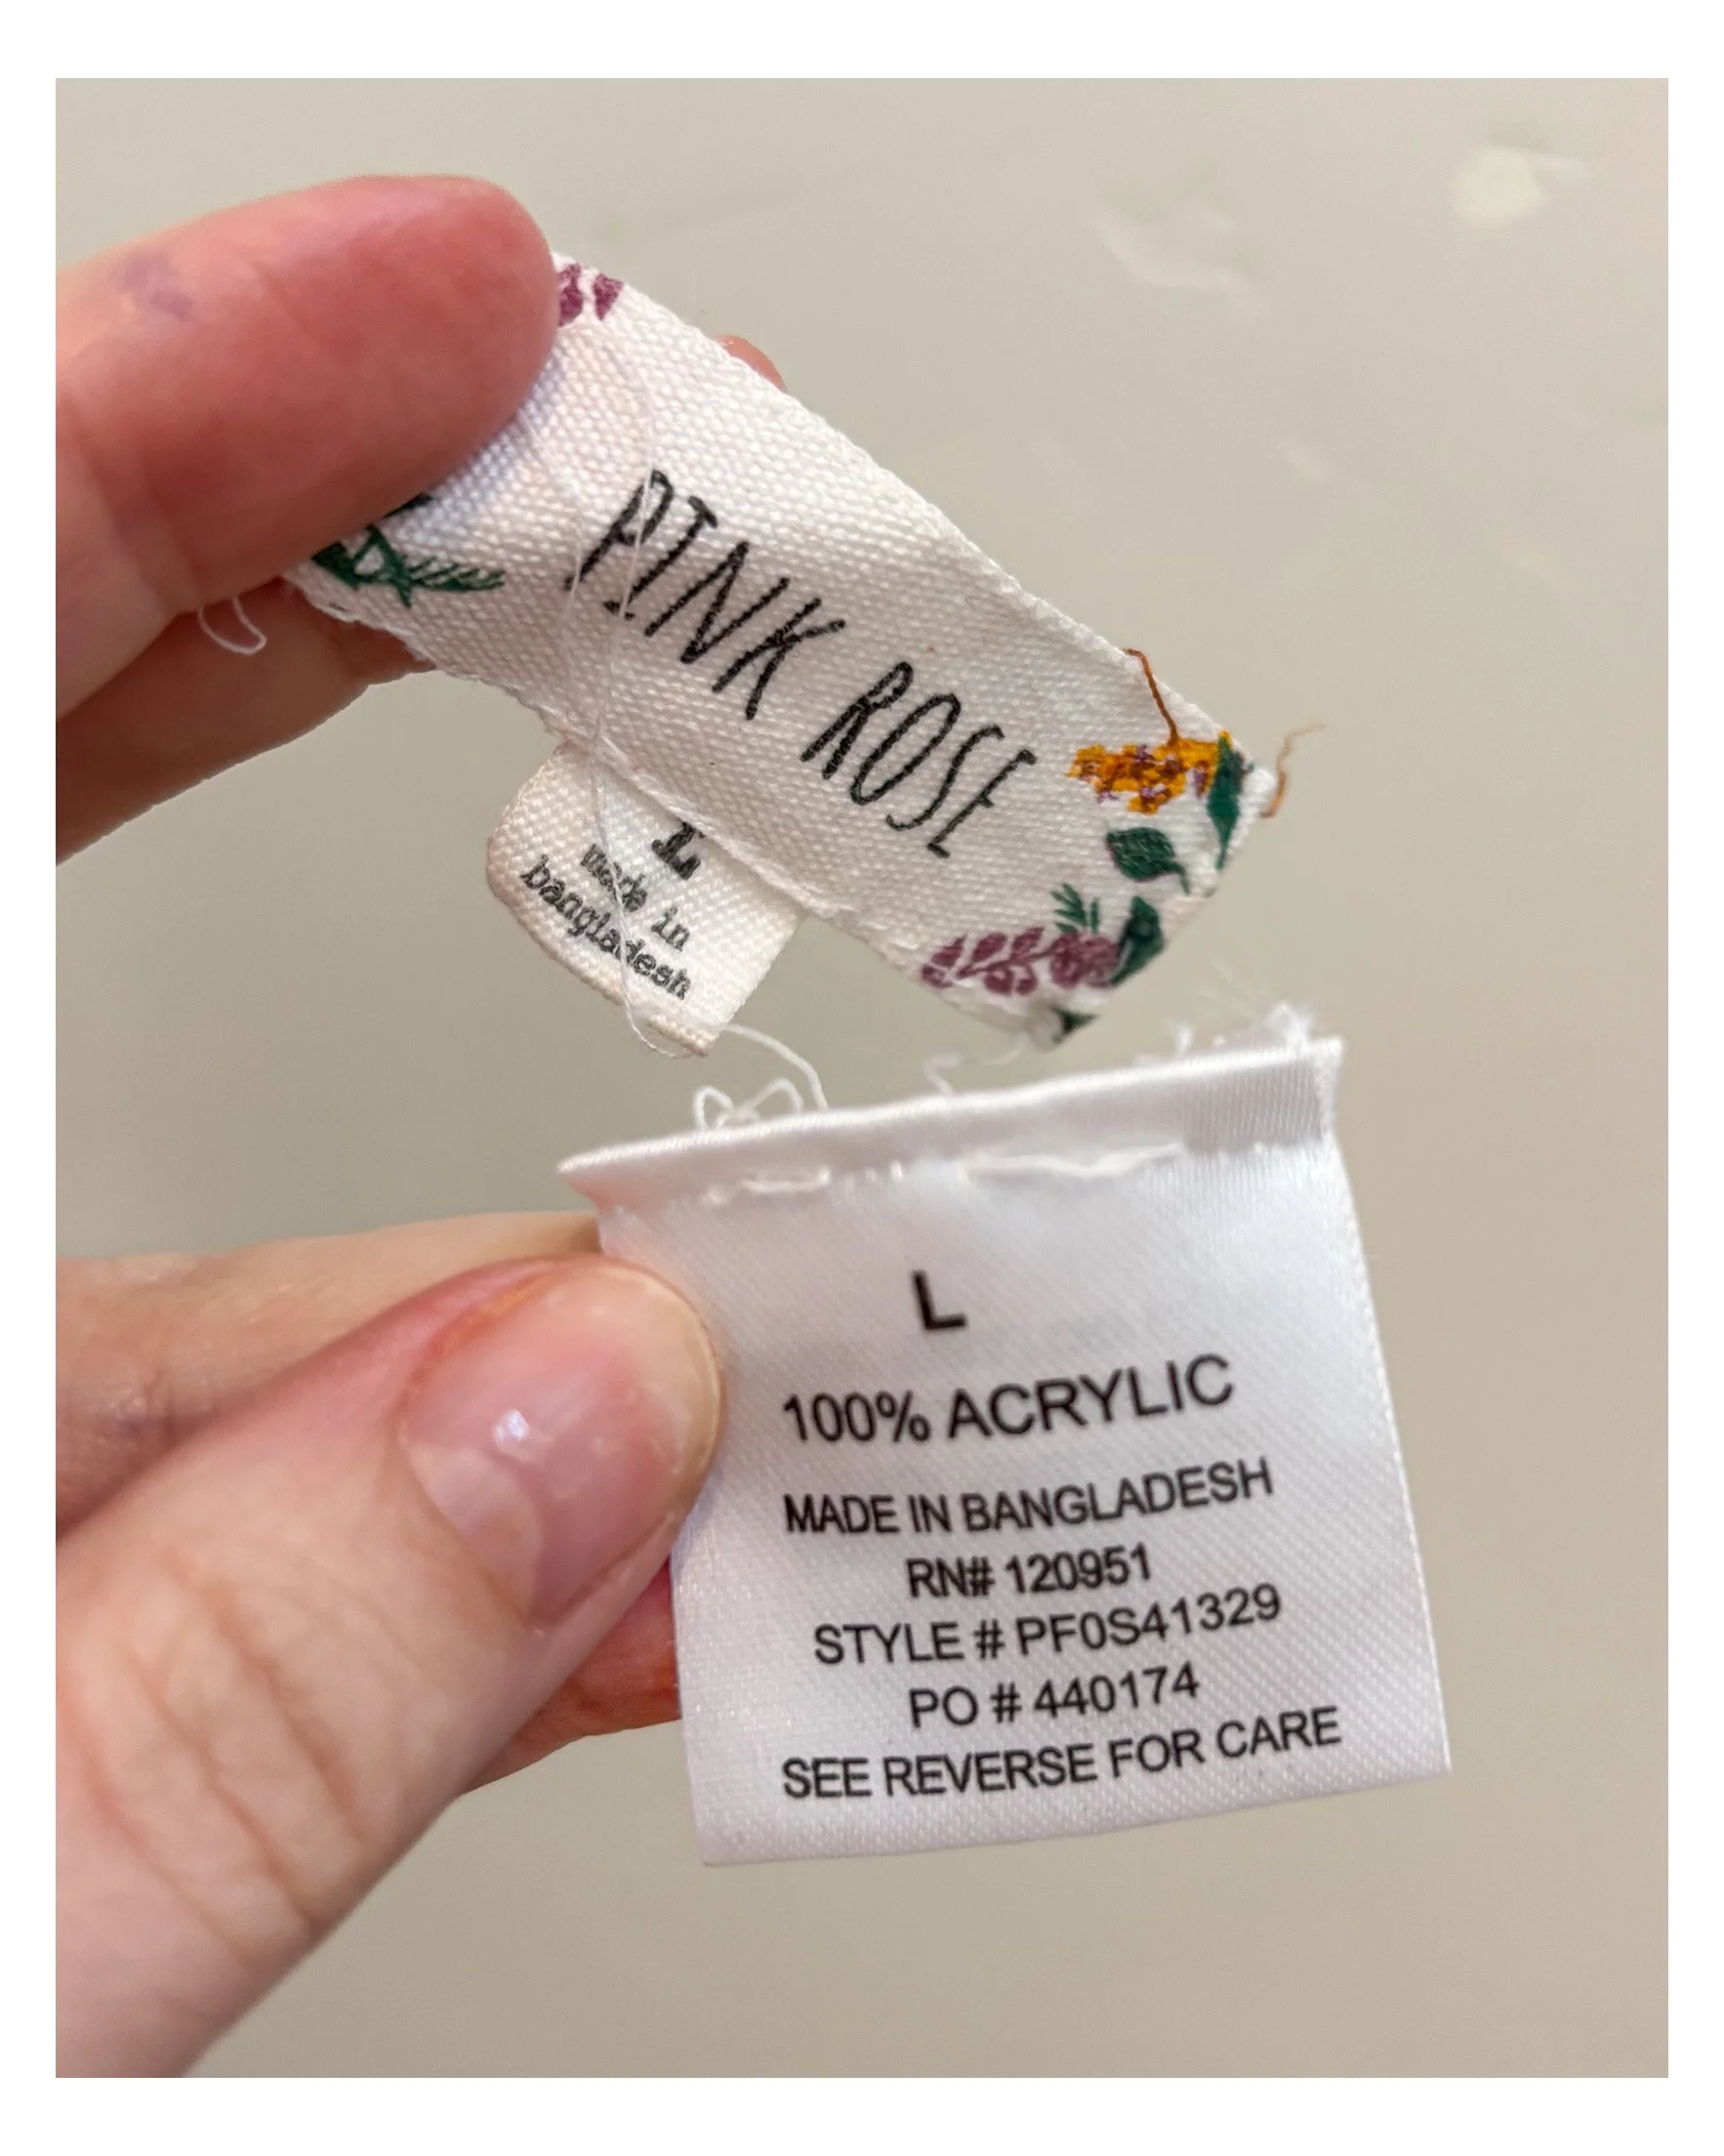 PINK ROSE
L
made in
bangladesh
L
100% ACRYLIC
MADE IN BANGLADESH
RN# 120951
STYLE # PF0S41329
PO # 440174
SEE REVERSE FOR CARE